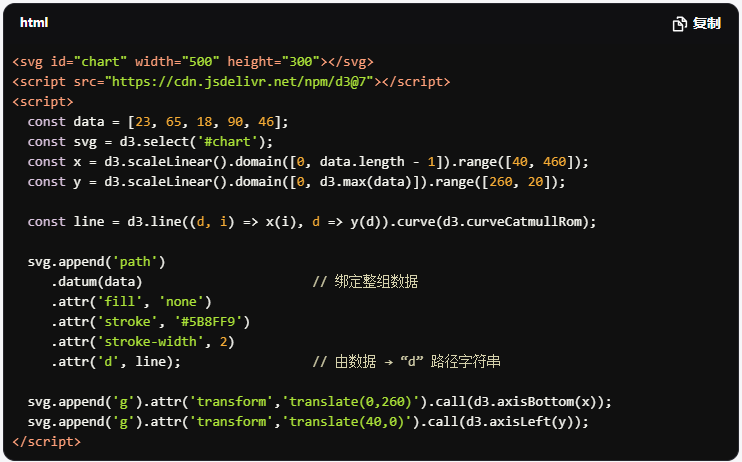 html
复制
<svg id="chart" width="500" height="300"></svg>
<script src="https://cdn.jsdelivr.net/npm/d3@7"></script>
<script>
  const data = [23, 65, 18, 90, 46];
  const svg = d3.select('#chart');
  const x = d3.scaleLinear().domain([0, data.length - 1]).range([40, 460]);
  const y = d3.scaleLinear().domain([0, d3.max(data)]).range([260, 20]);

  const line = d3.line((d, i) => x(i), d => y(d)).curve(d3.curveCatmullRom);

  svg.append('path')
     .datum(data)                 // 绑定整组数据
     .attr('fill', 'none')
     .attr('stroke', '#5B8FF9')
     .attr('stroke-width', 2)
     .attr('d', line);            // 由数据 → “d” 路径字符串

  svg.append('g').attr('transform','translate(0,260)').call(d3.axisBottom(x));
  svg.append('g').attr('transform','translate(40,0)').call(d3.axisLeft(y));
</script>